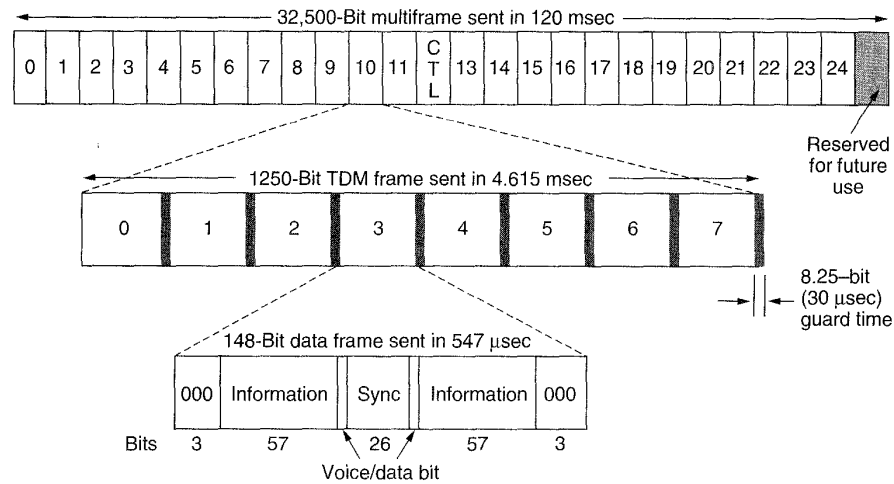 32,500-Bit multiframe sent in 120 msec
0 1 2 3 4 5 6 7 8 9 10 11 CTL 13 14 15 16 17 18 19 20 21 22 23 24
Reserved
for future
use
1250-Bit TDM frame sent in 4.615 msec
0 1 2 3 4 5 6 7
8.25–bit
(30 μsec)
guard time
148-Bit data frame sent in 547 μsec
000 Information Sync Information 000
Bits 3 57 26 57 3
Voice/data bit